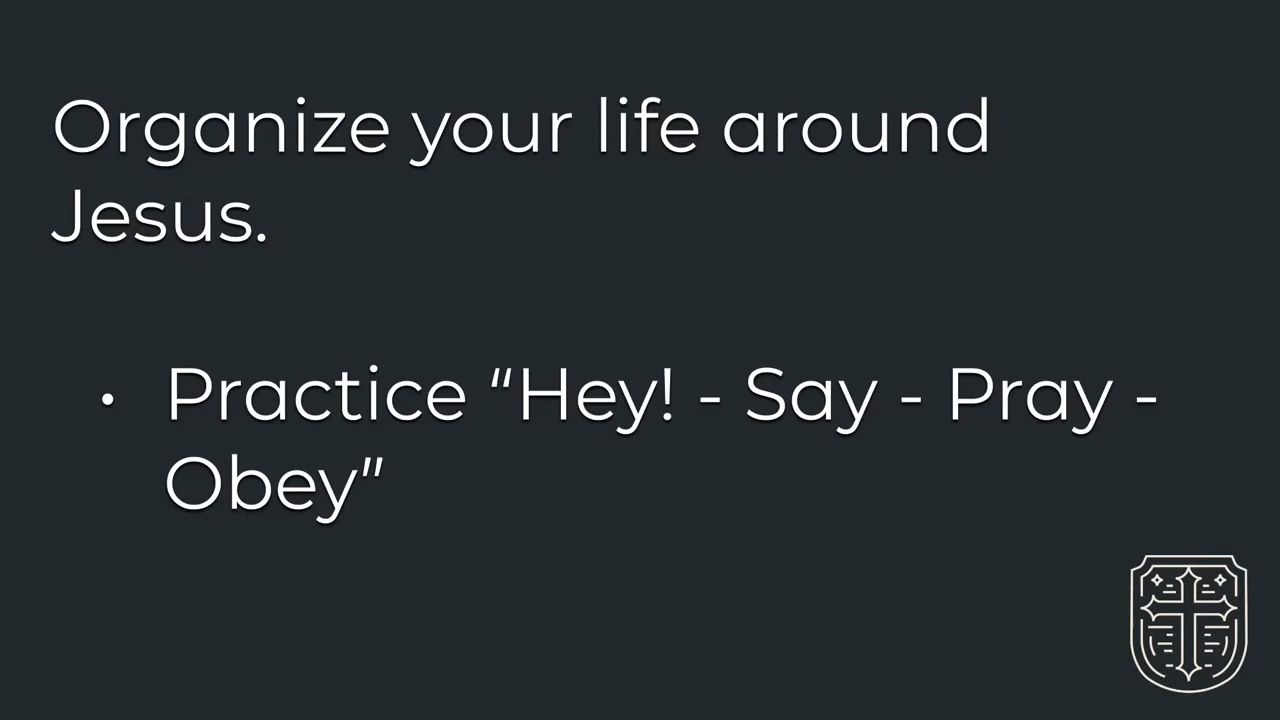 Organize your life around
Jesus.
• Practice “Hey! - Say - Pray -
Obey”